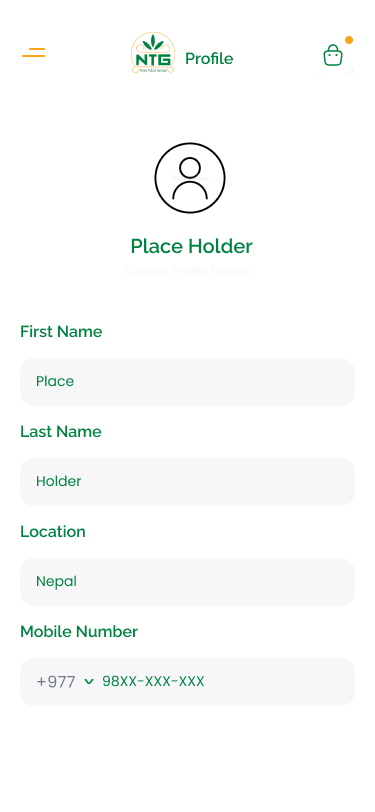 NTG
Profile
Place Holder
Change Profile Picture
First Name
Place
Last Name
Holder
Location
Nepal
Mobile Number
+977 98XX-XXX-XXX